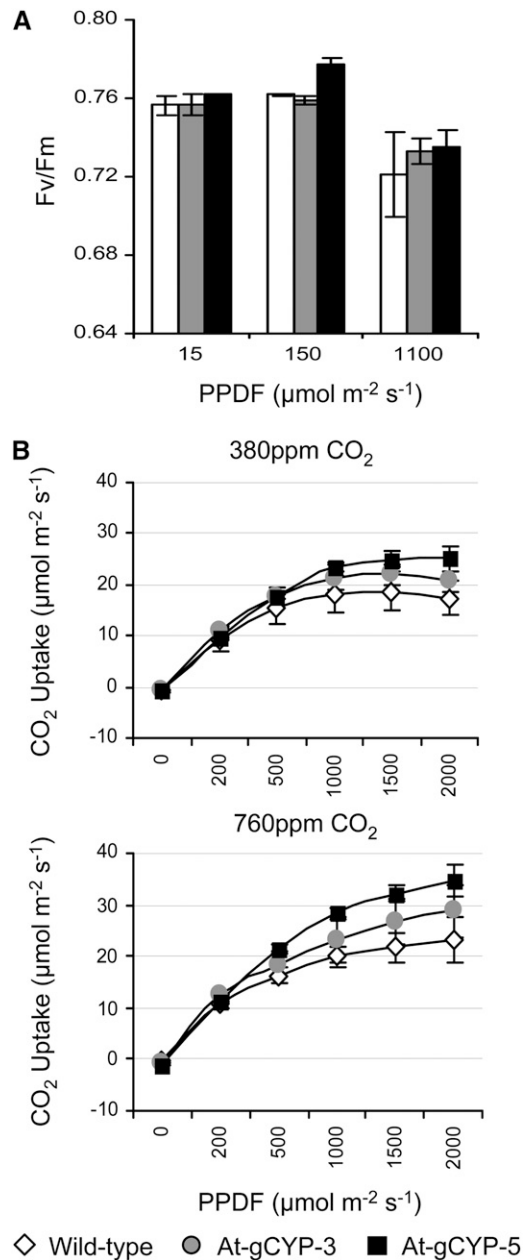 A
0.80
0.76
0.72
0.68
0.64
Fv/Fm
15 150 1100
PPDF (µmol m-2 s-1)
B
380ppm CO2
40
30
20
10
0
-10
CO2 Uptake (µmol m-2 s-1)
0 200 500 1000 1500 2000
760ppm CO2
40
30
20
10
0
-10
CO2 Uptake (µmol m-2 s-1)
0 200 500 1000 1500 2000
PPDF (µmol m-2 s-1)
Wild-type At-gCYP-3 At-gCYP-5